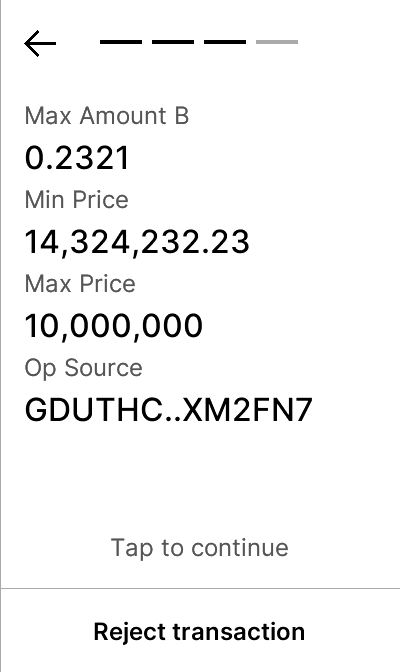 Max Amount B
0.2321
Min Price
14,324,232.23
Max Price
10,000,000
Op Source
GDUTHC..XM2FN7
Tap to continue
Reject transaction